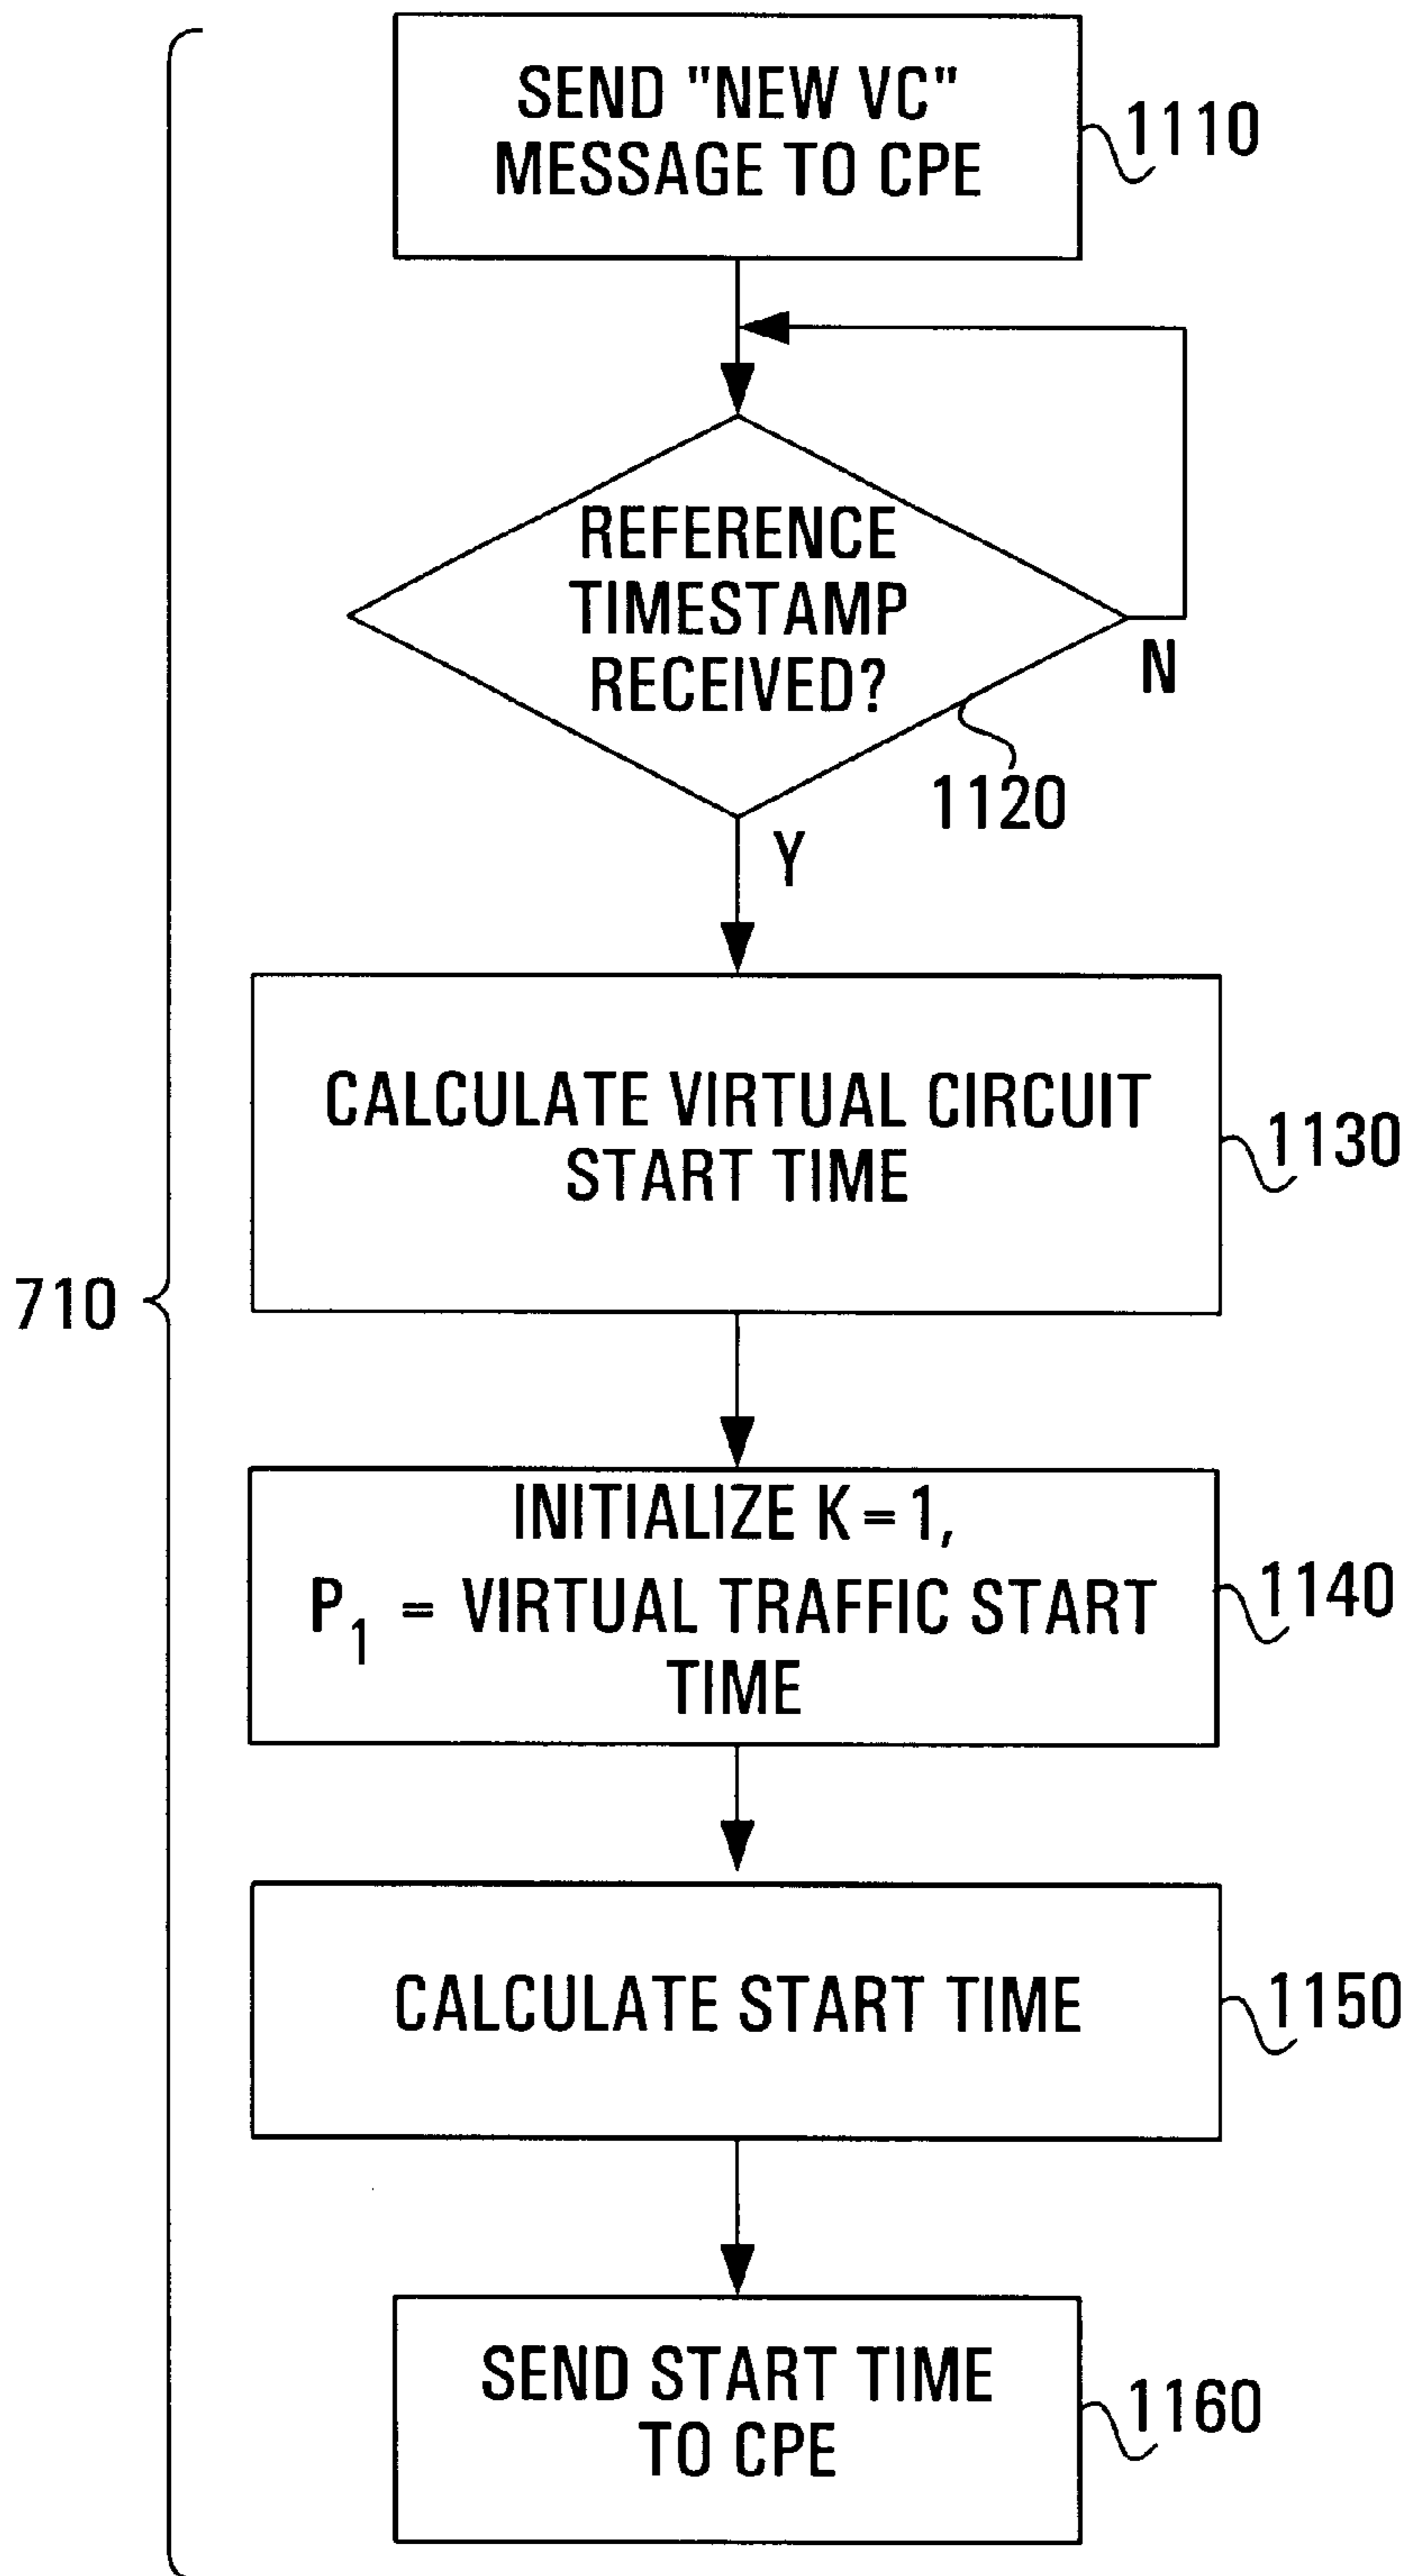 SEND "NEW VC"
MESSAGE TO CPE
1110
REFERENCE
TIMESTAMP
RECEIVED?
N
1120
Y
CALCULATE VIRTUAL CIRCUIT
START TIME
1130
710
INITIALIZE K = 1,
P1 = VIRTUAL TRAFFIC START
TIME
1140
CALCULATE START TIME
1150
SEND START TIME
TO CPE
1160